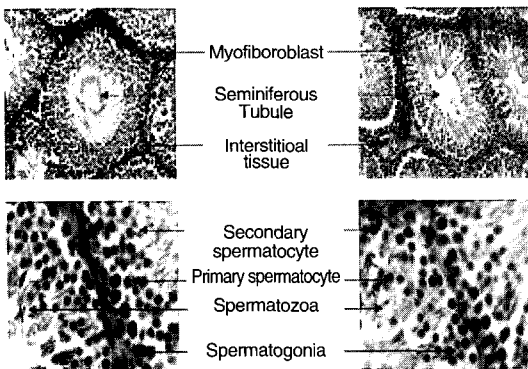 Myofiboroblast
Seminiferous
Tubule
Interstitioal
tissue
Secondary
spermatocyte
Primary spermatocyte
Spermatozoa
Spermatogonia